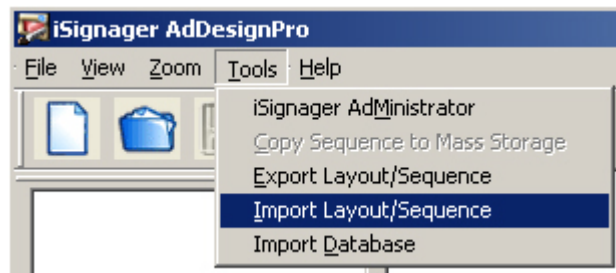 iSignager AdDesignPro
File View Zoom Tools Help
iSignager AdMinistrator
Copy Sequence to Mass Storage
Export Layout/Sequence
Import Layout/Sequence
Import Database